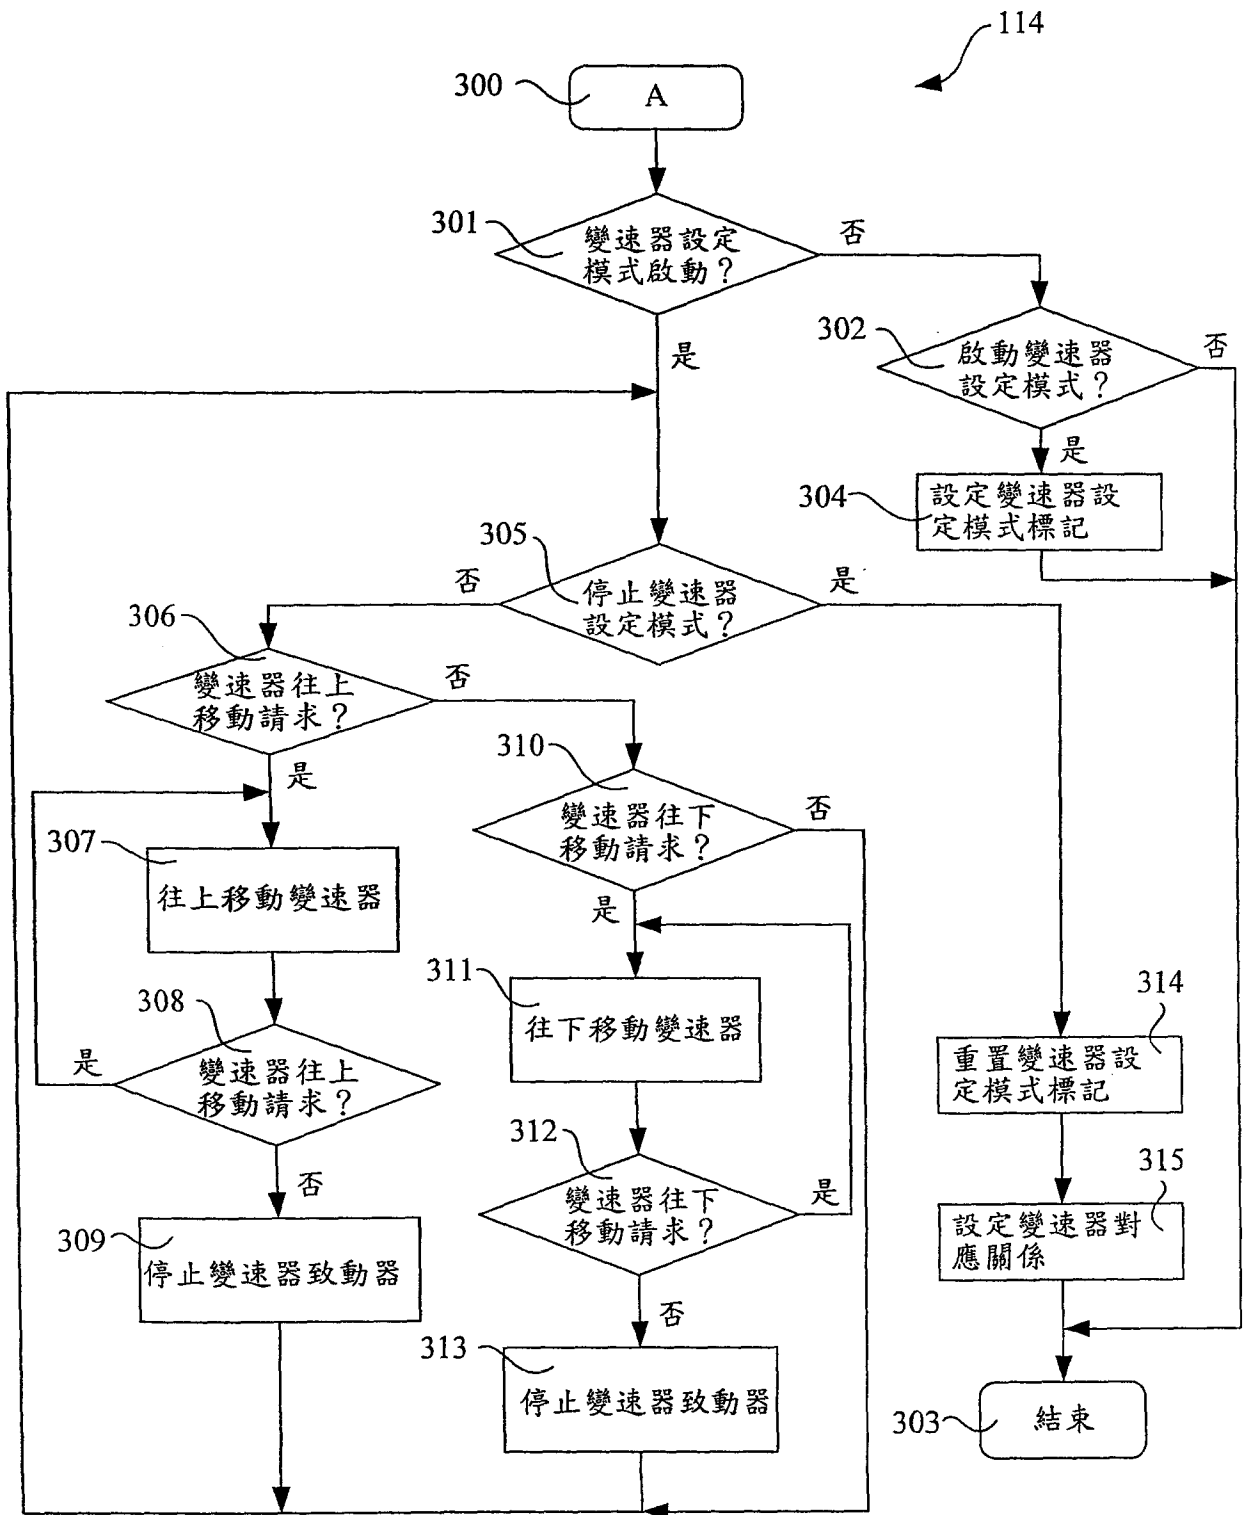 114
300
A
301
變速器設定
模式啟動？
否
是
302
啟動變速器
設定模式？
否
是
304
設定變速器設
定模式標記
305
停止變速器
設定模式？
否
是
306
變速器往上
移動請求？
否
是
310
變速器往下
移動請求？
否
是
307
往上移動變速器
311
往下移動變速器
308
變速器往上
移動請求？
是
否
312
變速器往下
移動請求？
是
否
314
重置變速器設
定模式標記
315
設定變速器對
應關係
309
停止變速器致動器
313
停止變速器致動器
303
結束